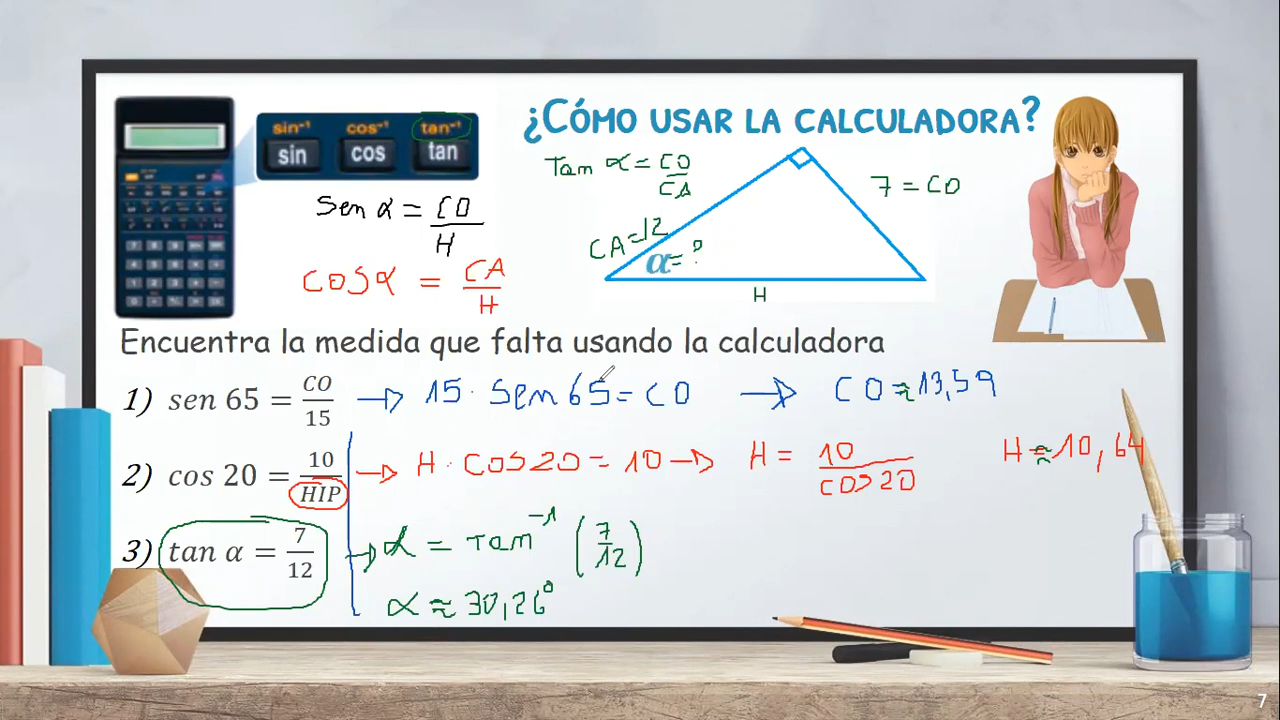 ¿CÓMO USAR LA CALCULADORA?
sin⁻¹ cos⁻¹ tan⁻¹
sin cos tan
Sen α = CO/H
COS α = CA/H
Tan α = CO/CA
7 = CO
CA = 12
α = ?
H
Encuentra la medida que falta usando la calculadora
1) sen 65 = CO/15 → 15 · Sen 65 = CO → CO ≈ 13,59
2) cos 20 = 10/HIP → H · COS 20 = 10 → H = 10/COS 20 H ≈ 10,64
3) tan α = 7/12 → α = Tan⁻¹ (7/12)
α ≈ 30,26°
7